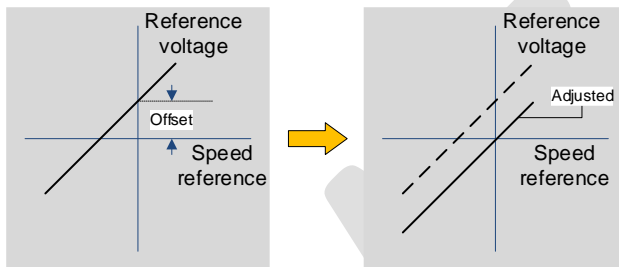 Reference
voltage
Offset
Speed
reference
Reference
voltage
Adjusted
Speed
reference